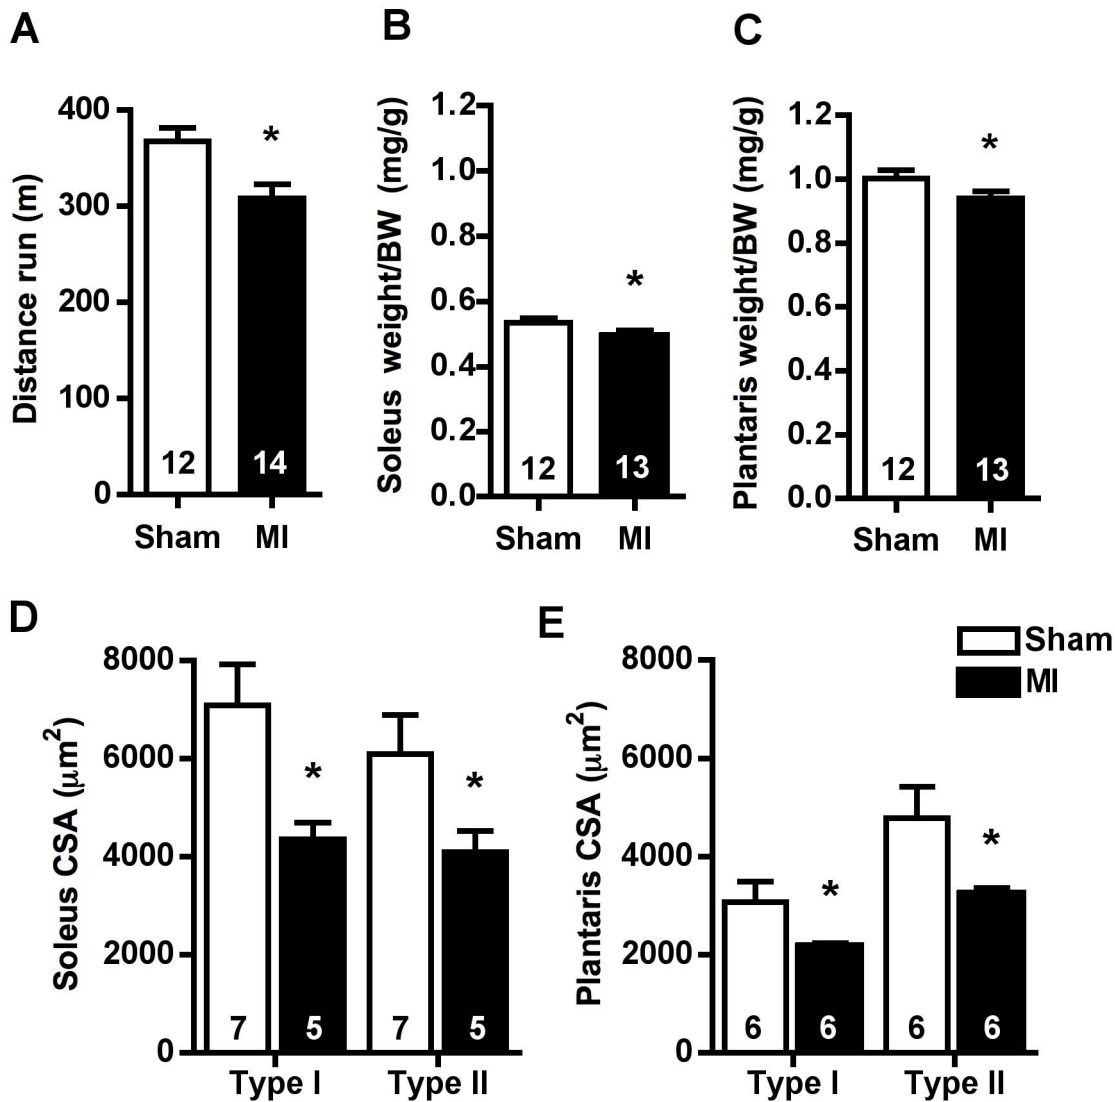 A
Distance run (m)
400
300
200
100
0
*
12
14
Sham
MI
B
Soleus weight/BW (mg/g)
1.2
1.0
0.8
0.6
0.4
0.2
0.0
*
12
13
Sham
MI
C
Plantaris weight/BW (mg/g)
1.2
1.0
0.8
0.6
0.4
0.2
0.0
*
12
13
Sham
MI
D
Soleus CSA (μm²)
8000
6000
4000
2000
0
*
*
7
5
7
5
Type I
Type II
E
Plantaris CSA (μm²)
8000
6000
4000
2000
0
*
*
6
6
6
6
Type I
Type II
Sham
MI